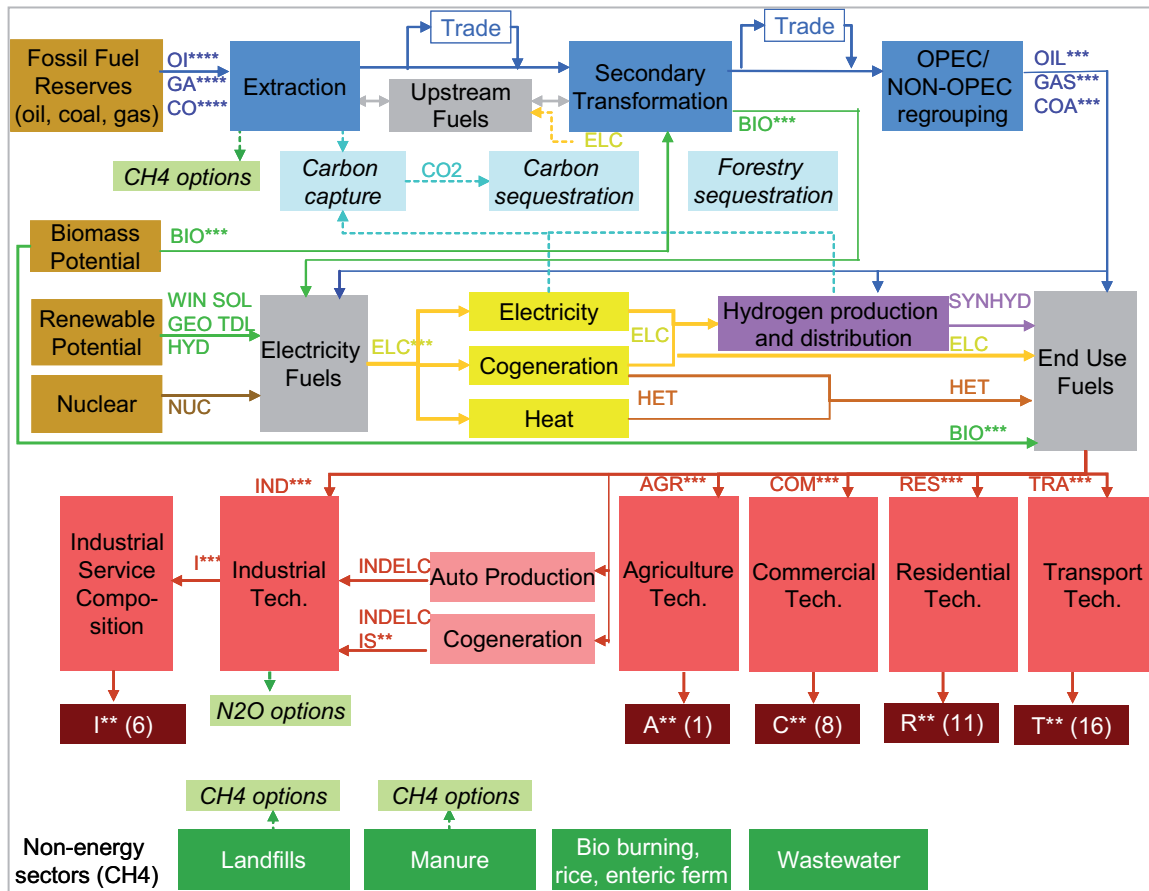 Trade
Trade
Fossil Fuel
Reserves
(oil, coal, gas)
OI****
GA****
CO****
Extraction
Upstream
Fuels
Secondary
Transformation
OPEC/
NON-OPEC
regrouping
OIL***
GAS***
COA***
BIO***
ELC
CH4 options
Carbon
capture
CO2
Carbon
sequestration
Forestry
sequestration
Biomass
Potential
BIO***
Renewable
Potential
WIN SOL
GEO TDL
HYD
Nuclear
NUC
Electricity
Fuels
ELC***
Electricity
Cogeneration
Heat
ELC
HET
Hydrogen production
and distribution
SYNHYD
ELC
HET
BIO***
End Use
Fuels
IND***
AGR***
COM***
RES***
TRA***
Industrial
Service
Compo-
sition
I***
Industrial
Tech.
INDELC
Auto Production
INDELC
IS**
Cogeneration
Agriculture
Tech.
Commercial
Tech.
Residential
Tech.
Transport
Tech.
I** (6)
N2O options
A** (1)
C** (8)
R** (11)
T** (16)
CH4 options
CH4 options
Non-energy
sectors (CH4)
Landfills
Manure
Bio burning,
rice, enteric ferm
Wastewater